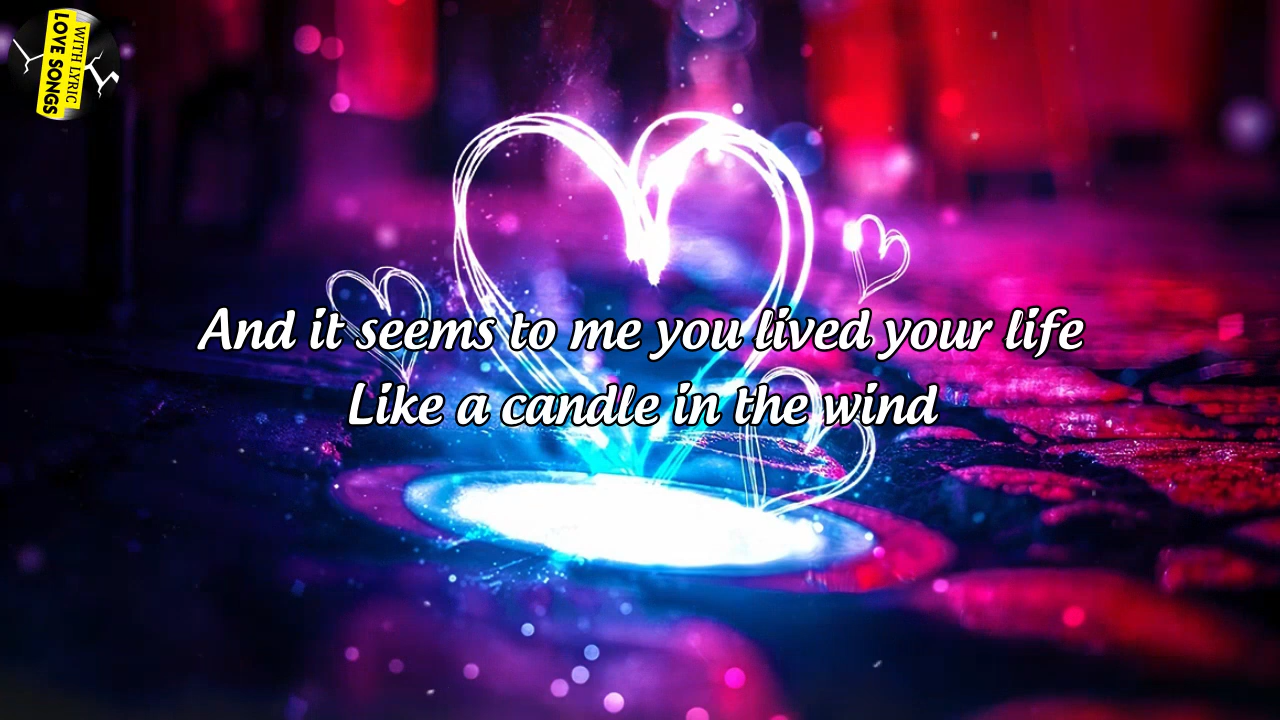 WITH LYRIC
LOVE SONGS
And it seems to me you lived your life
Like a candle in the wind